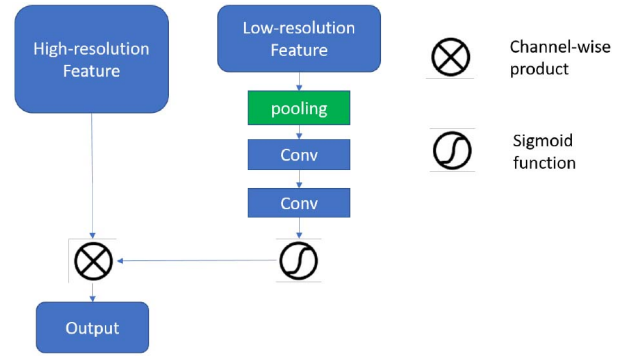 High-resolution
Feature
Low-resolution
Feature
pooling
Conv
Conv
Output
Channel-wise
product
Sigmoid
function